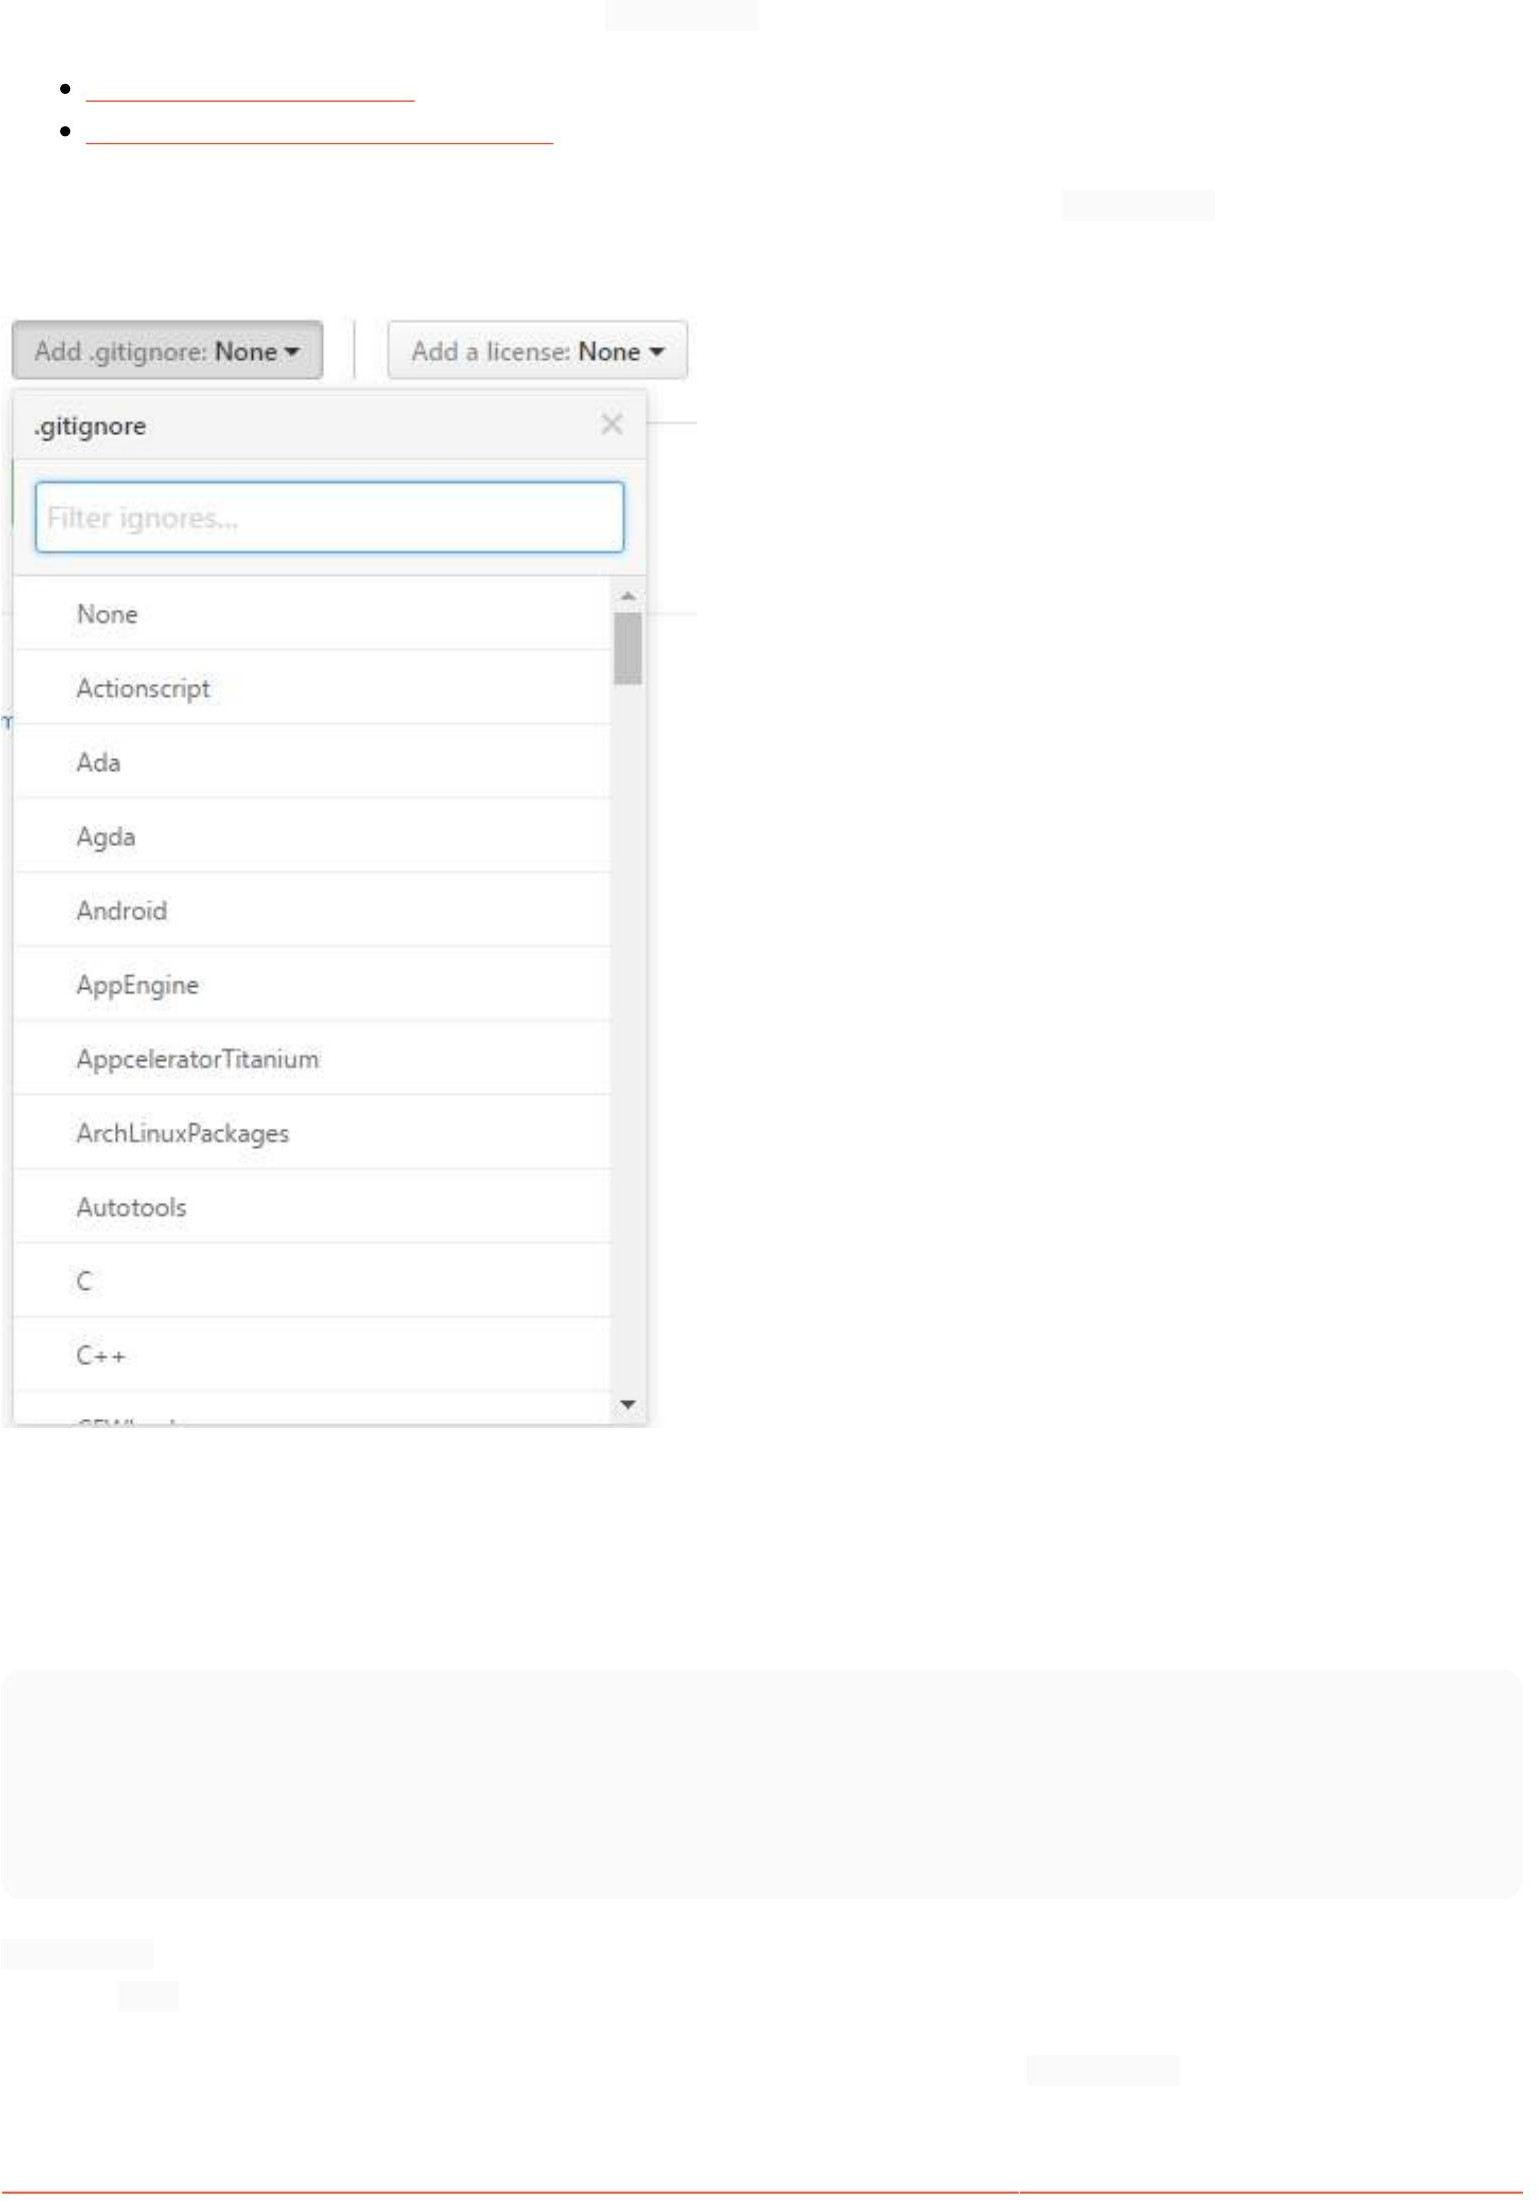 Add .gitignore: None Add a license: None
.gitignore
Filter ignores...
None
Actionscript
Ada
Agda
Android
AppEngine
AppceleratorTitanium
ArchLinuxPackages
Autotools
C
C++